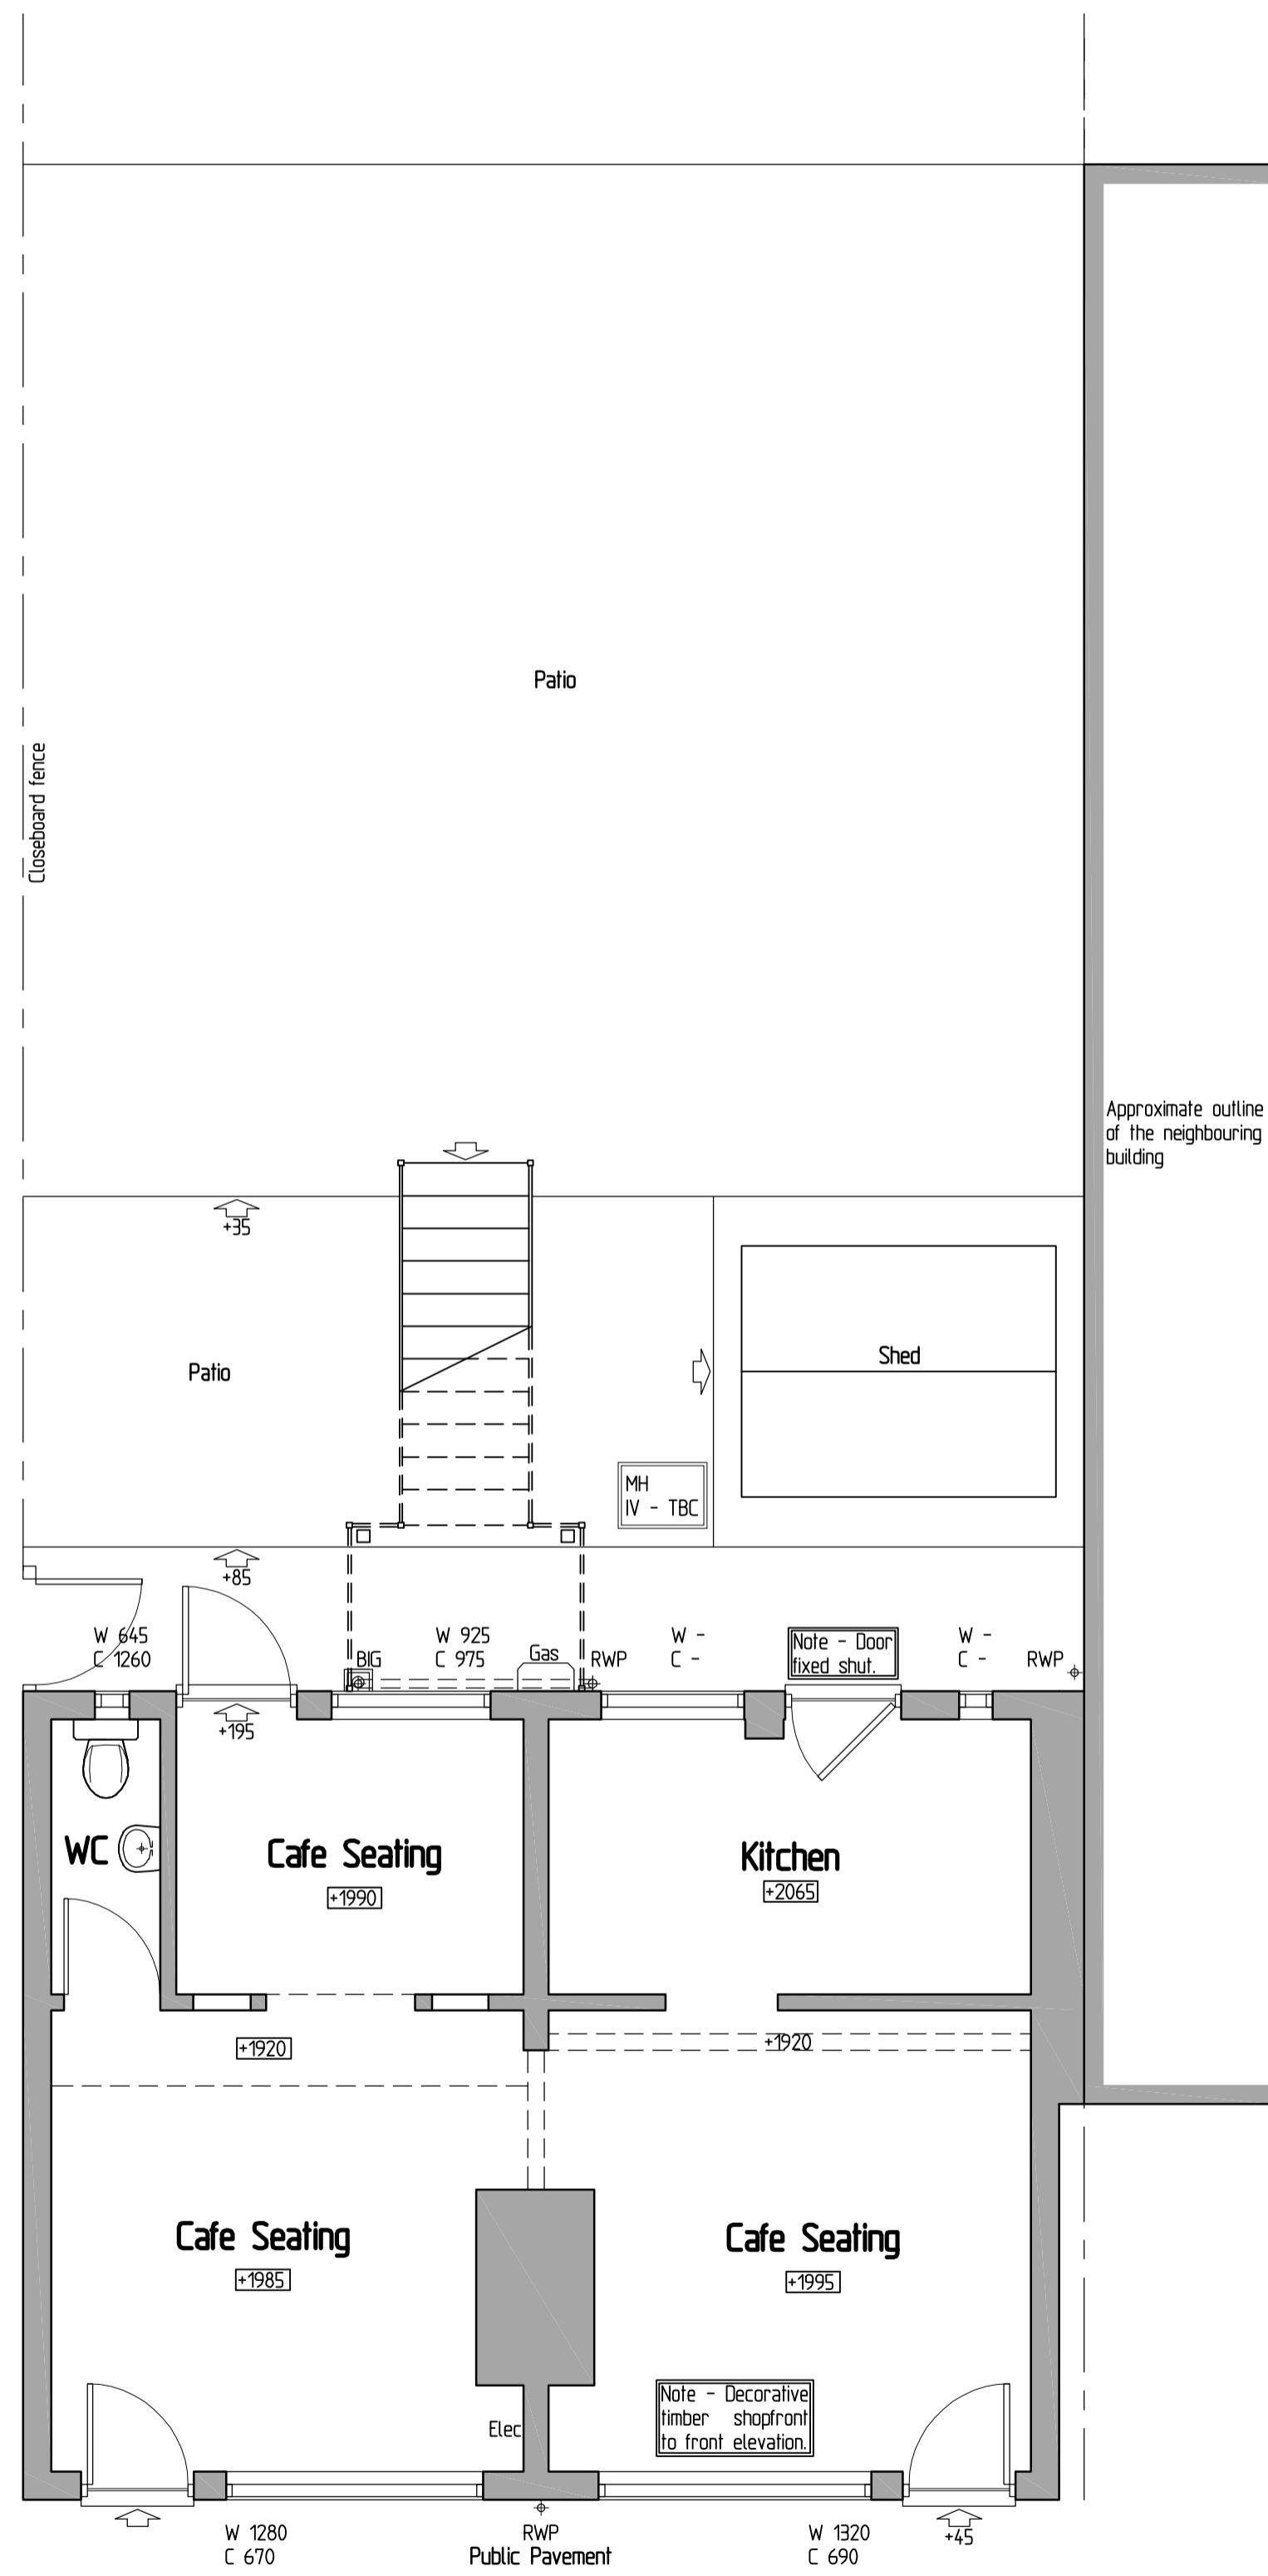 Patio
Closeboard fence
Approximate outline
of the neighbouring
building
+35
Shed
Patio
MH
IV - TBC
+85
W 645
C 1260
BIG
W 925
C 975
Gas
RWP
W -
C -
Note - Door
fixed shut.
W -
C -
RWP
+195
WC
Cafe Seating
+1990
Kitchen
+2065
+1920
+1920
Cafe Seating
+1985
Cafe Seating
+1995
Note - Decorative
timber shopfront
to front elevation.
Elec
W 1280
C 670
RWP
Public Pavement
W 1320
C 690
+45